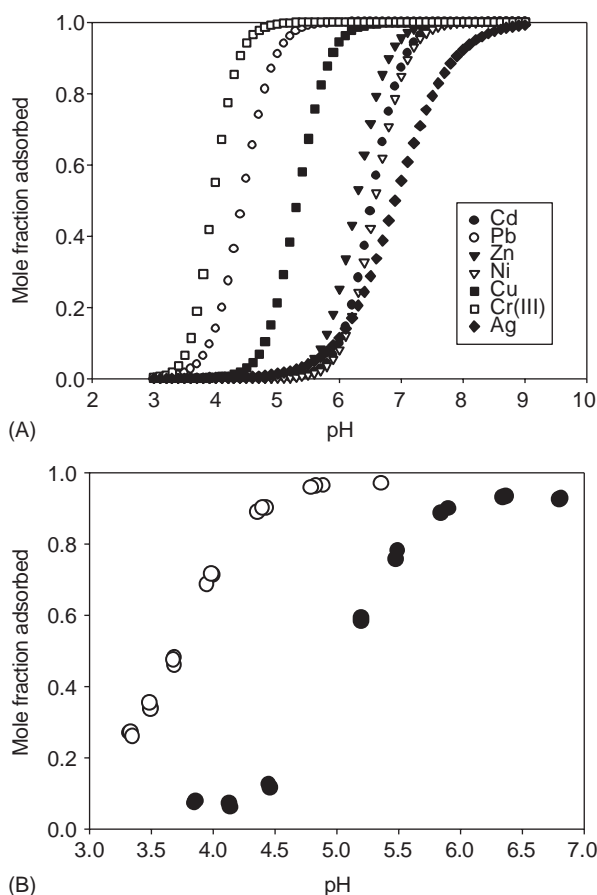 Mole fraction adsorbed
1.0
0.8
0.6
0.4
0.2
0.0
Cd
Pb
Zn
Ni
Cu
Cr(III)
Ag
2 3 4 5 6 7 8 9 10
(A)
pH
Mole fraction adsorbed
1.0
0.8
0.6
0.4
0.2
0.0
3.0 3.5 4.0 4.5 5.0 5.5 6.0 6.5 7.0
(B)
pH